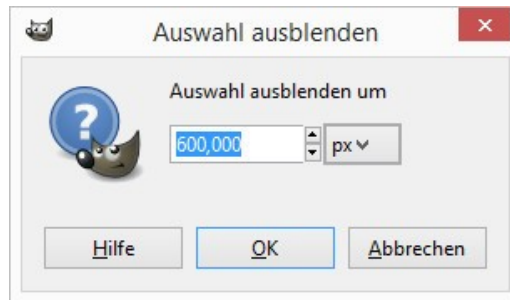 Auswahl ausblenden
Auswahl ausblenden um
600,000 px
Hilfe OK Abbrechen